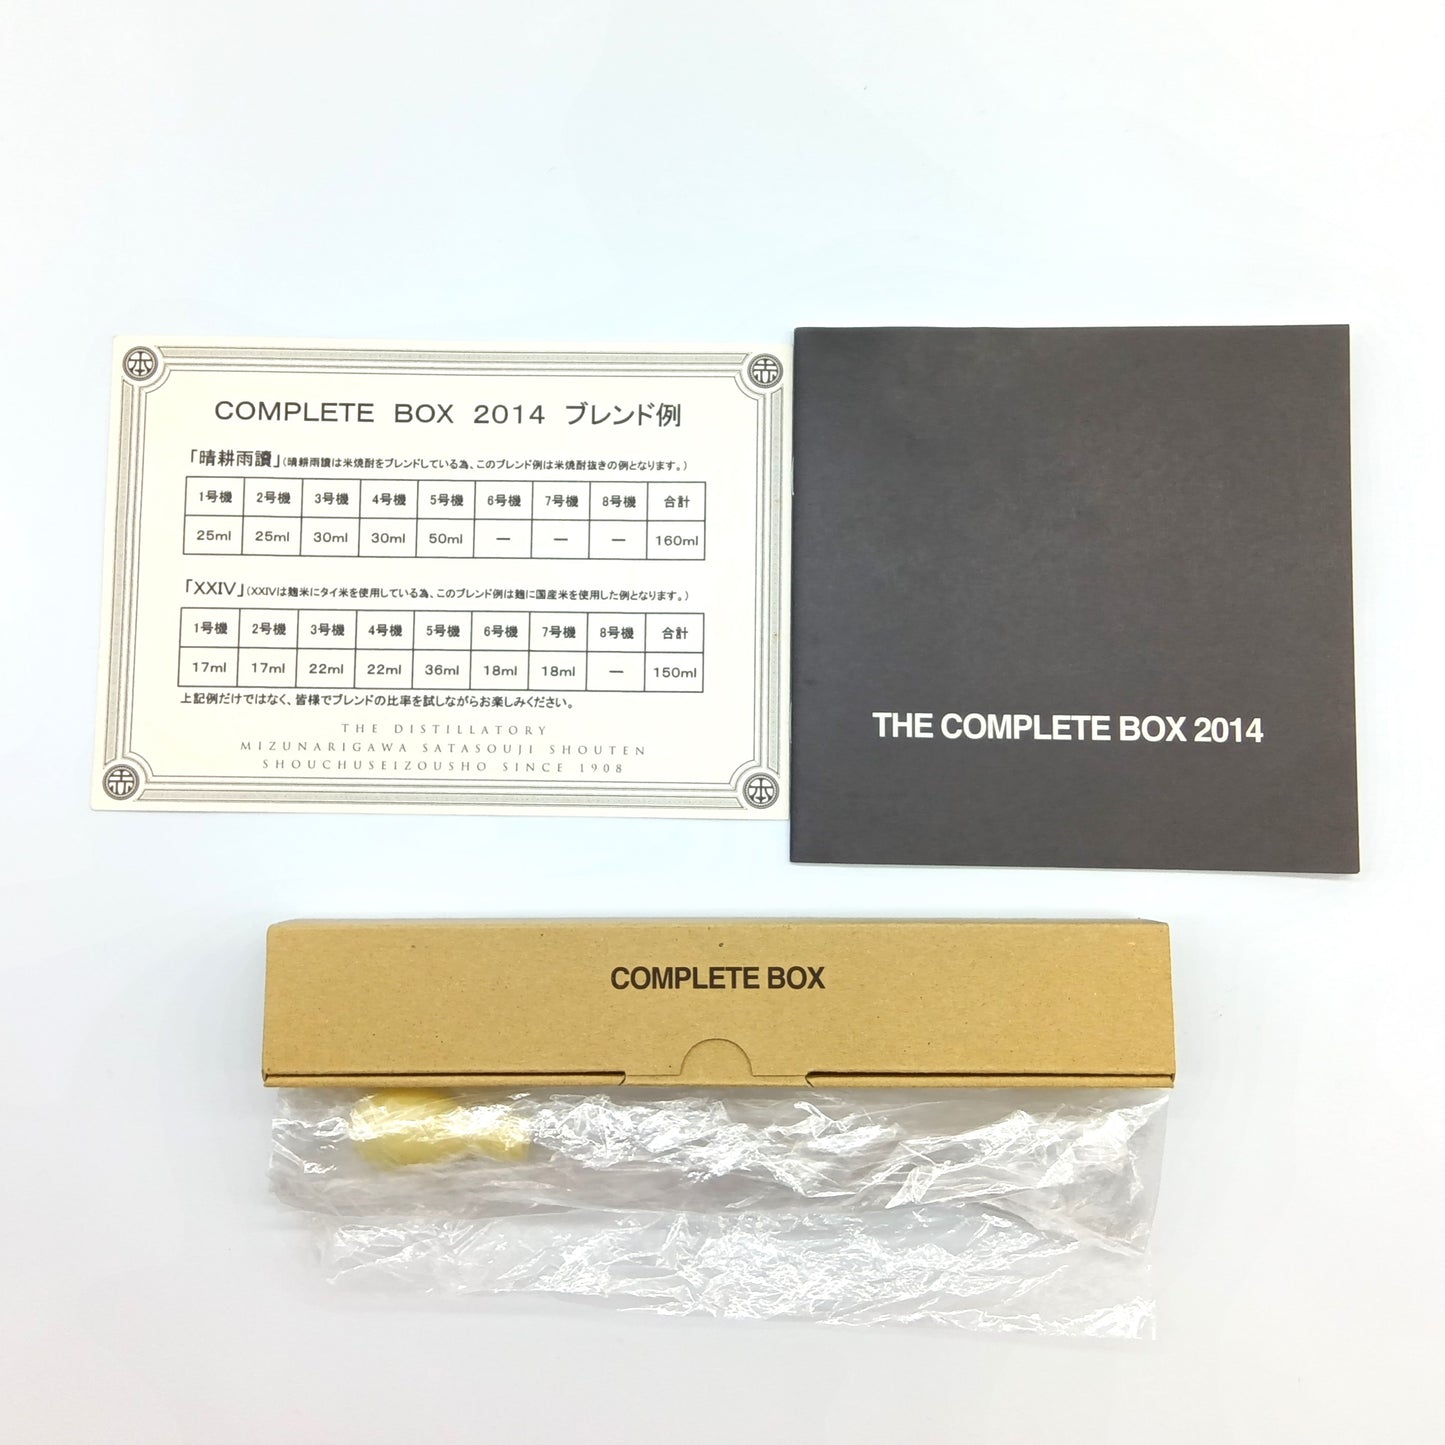 COMPLETE BOX 2014 ブレンド例
「晴耕雨讀」(晴耕雨讀は米焼酎をブレンドしている為、このブレンド例は米焼酎抜きの例となります。)
1号機 2号機 3号機 4号機 5号機 6号機 7号機 8号機 合計
25ml 25ml 30ml 30ml 50ml ー ー ー 160ml
「XXIV」(XXIVは麹米にタイ米を使用している為、このブレンド例は麹に国産米を使用した例となります。)
1号機 2号機 3号機 4号機 5号機 6号機 7号機 8号機 合計
17ml 17ml 22ml 22ml 36ml 18ml 18ml ー 150ml
上記例だけではなく、皆様でブレンドの比率を試しながらお楽しみください。
THE DISTILLATORY
MIZUNARIGAWA SATASOUJI SHOUTEN
SHOUCHUSEIZOUSHO SINCE 1908
THE COMPLETE BOX 2014
COMPLETE BOX